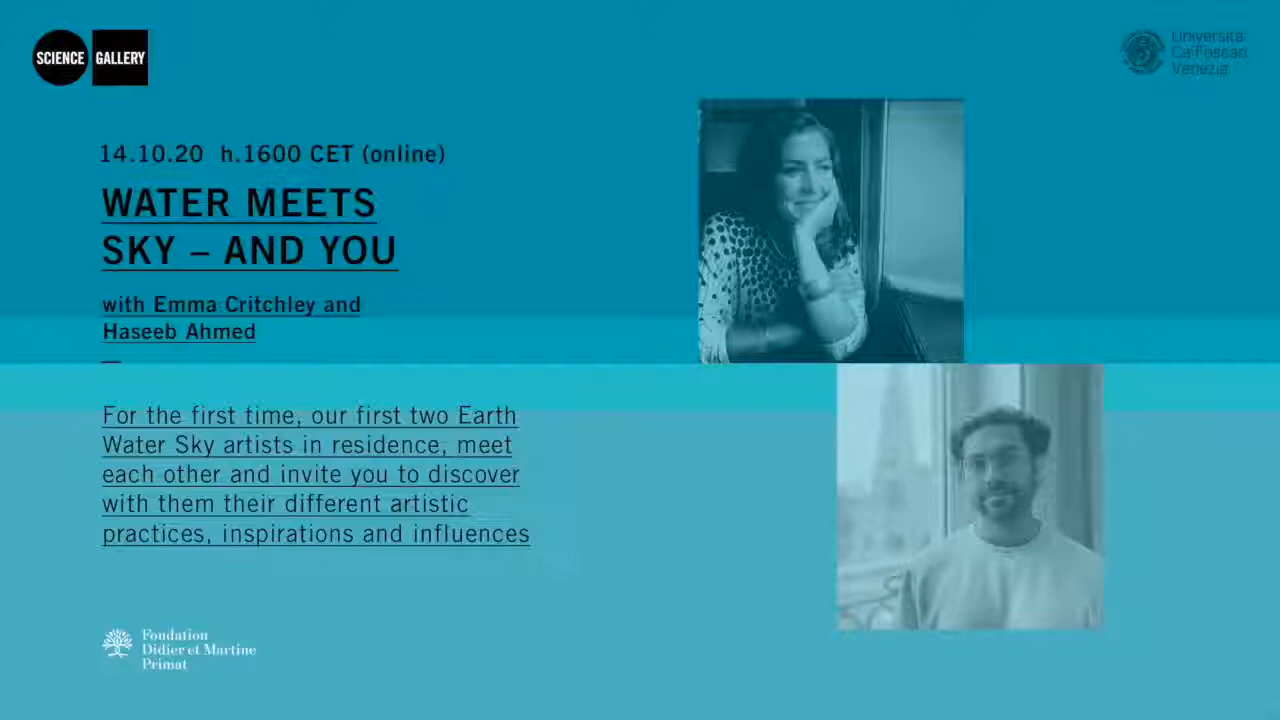 SCIENCE GALLERY
Università
Ca'Foscari
Venezia
14.10.20 h.1600 CET (online)
WATER MEETS
SKY – AND YOU
with Emma Critchley and
Haseeb Ahmed
—
For the first time, our first two Earth
Water Sky artists in residence, meet
each other and invite you to discover
with them their different artistic
practices, inspirations and influences
Foundation
Didier et Martine
Primat